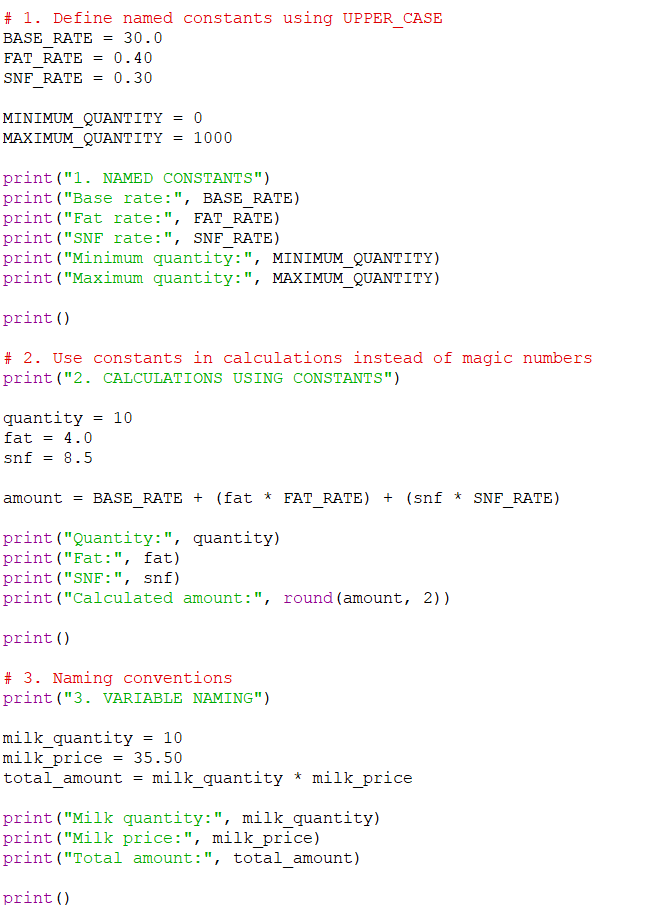 # 1. Define named constants using UPPER_CASE
BASE_RATE = 30.0
FAT_RATE = 0.40
SNF_RATE = 0.30
MINIMUM_QUANTITY = 0
MAXIMUM_QUANTITY = 1000
print("1. NAMED CONSTANTS")
print("Base rate:", BASE_RATE)
print("Fat rate:", FAT_RATE)
print("SNF rate:", SNF_RATE)
print("Minimum quantity:", MINIMUM_QUANTITY)
print("Maximum quantity:", MAXIMUM_QUANTITY)
print()
# 2. Use constants in calculations instead of magic numbers
print("2. CALCULATIONS USING CONSTANTS")
quantity = 10
fat = 4.0
snf = 8.5
amount = BASE_RATE + (fat * FAT_RATE) + (snf * SNF_RATE)
print("Quantity:", quantity)
print("Fat:", fat)
print("SNF:", snf)
print("Calculated amount:", round(amount, 2))
print()
# 3. Naming conventions
print("3. VARIABLE NAMING")
milk_quantity = 10
milk_price = 35.50
total_amount = milk_quantity * milk_price
print("Milk quantity:", milk_quantity)
print("Milk price:", milk_price)
print("Total amount:", total_amount)
print()